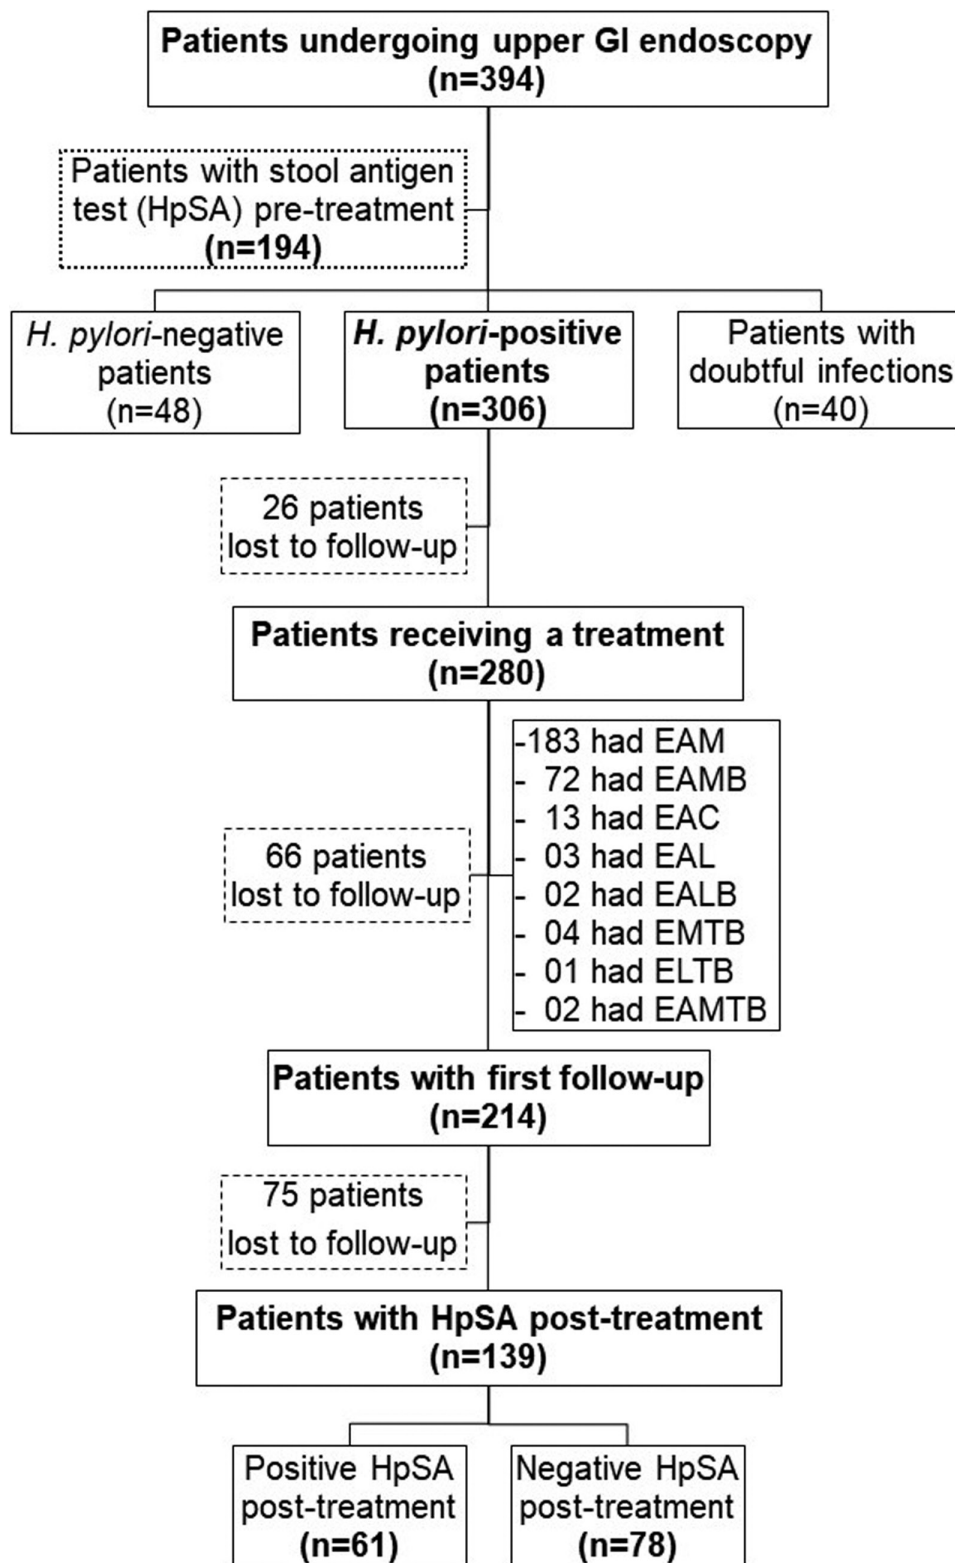 Patients undergoing upper GI endoscopy
(n=394)
Patients with stool antigen
test (HpSA) pre-treatment
(n=194)
H. pylori-negative
patients
(n=48)
H. pylori-positive
patients
(n=306)
Patients with
doubtful infections
(n=40)
26 patients
lost to follow-up
Patients receiving a treatment
(n=280)
-183 had EAM
- 72 had EAMB
- 13 had EAC
- 03 had EAL
- 02 had EALB
- 04 had EMTB
- 01 had ELTB
- 02 had EAMTB
66 patients
lost to follow-up
Patients with first follow-up
(n=214)
75 patients
lost to follow-up
Patients with HpSA post-treatment
(n=139)
Positive HpSA
post-treatment
(n=61)
Negative HpSA
post-treatment
(n=78)